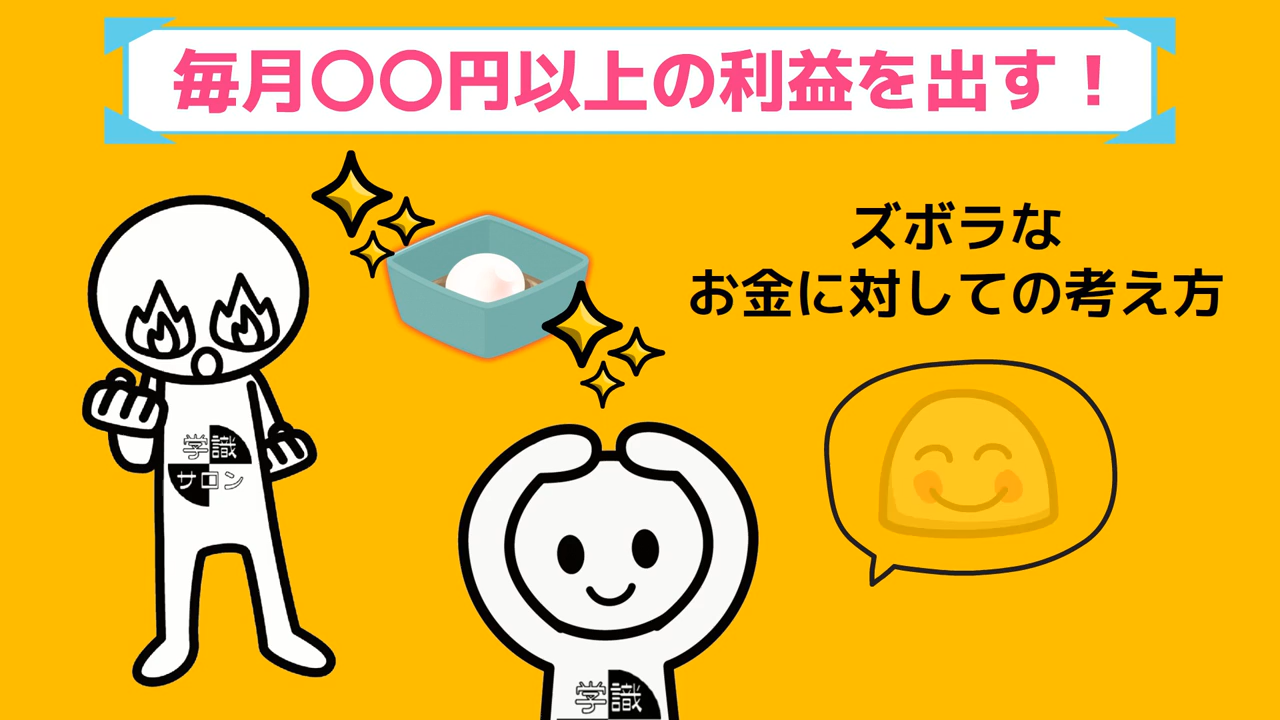 毎月〇〇円以上の利益を出す！
ズボラな
お金に対しての考え方
学識
サロン
学識